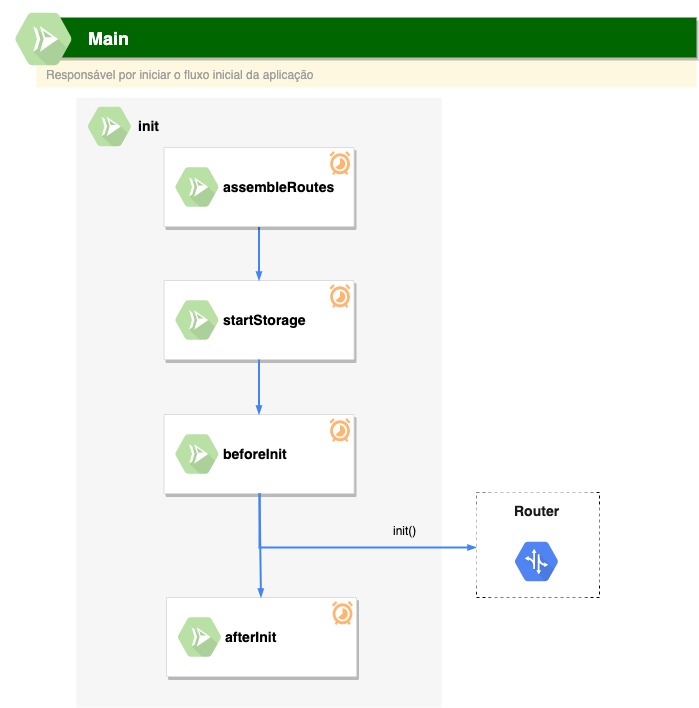 Main
Responsável por iniciar o fluxo inicial da aplicação
init
assembleRoutes
startStorage
beforeInit
init()
Router
afterInit